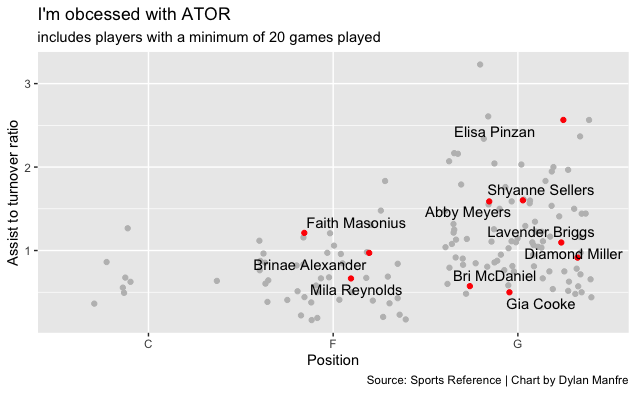 I'm obcessed with ATOR
includes players with a minimum of 20 games played
Assist to turnover ratio
3
2
1
Elisa Pinzan
Shyanne Sellers
Abby Meyers
Faith Masonius
Lavender Briggs
Diamond Miller
Brinae Alexander
Bri McDaniel
Mila Reynolds
Gia Cooke
C
F
G
Position
Source: Sports Reference | Chart by Dylan Manfre